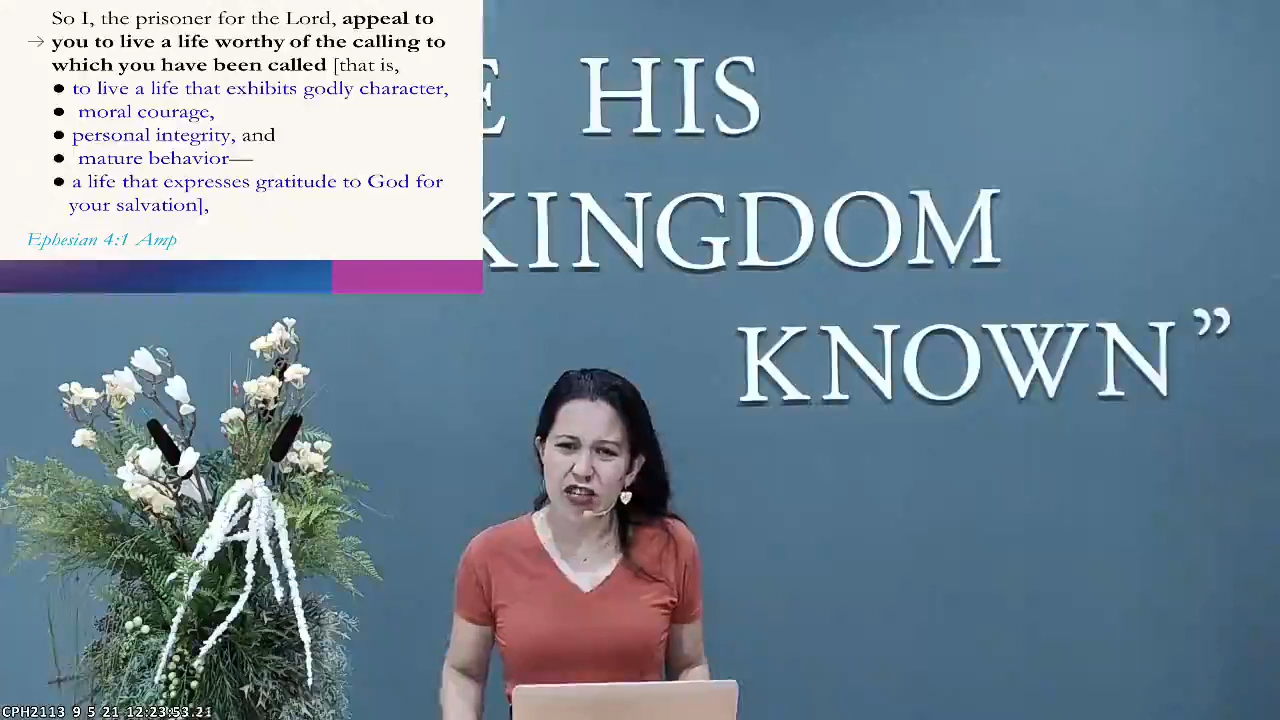 So I, the prisoner for the Lord, appeal to
→ you to live a life worthy of the calling to
which you have been called [that is,
● to live a life that exhibits godly character,
● moral courage,
● personal integrity, and
● mature behavior—
● a life that expresses gratitude to God for
your salvation],
Ephesian 4:1 Amp
E HIS
KINGDOM
KNOWN”
CPH2113 9 5 21 12:23:53.21